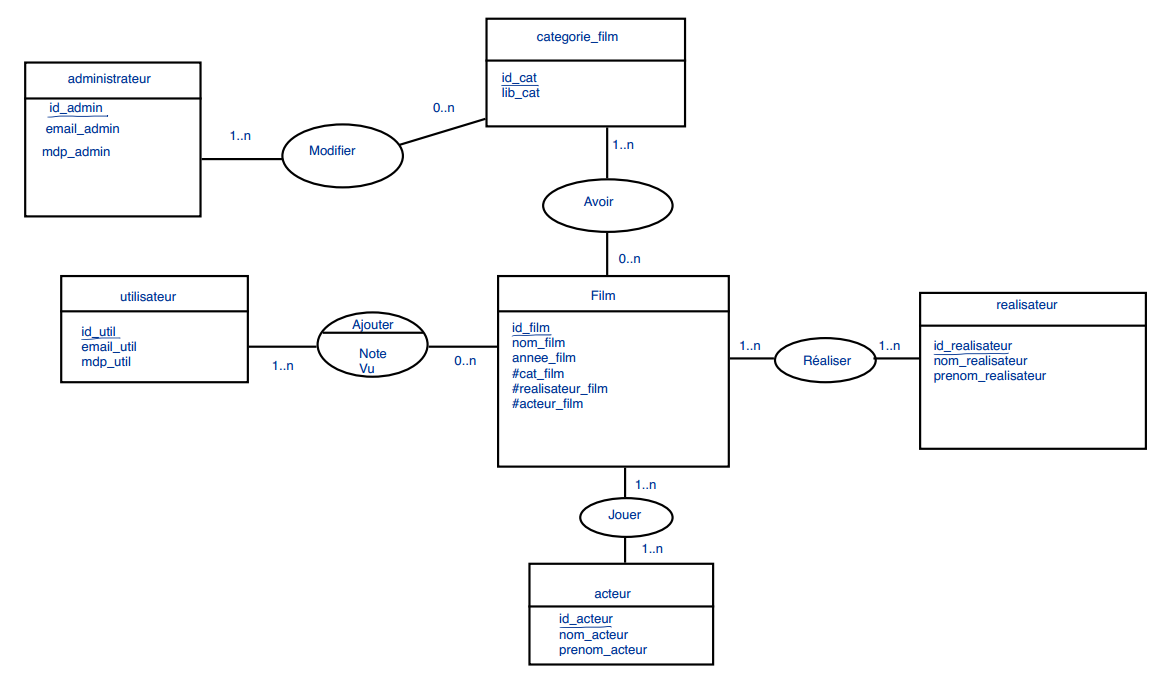 categorie_film
id_cat
lib_cat
administrateur
id_admin
email_admin
mdp_admin
1..n
Modifier
0..n
1..n
Avoir
0..n
utilisateur
id_util
email_util
mdp_util
1..n
Ajouter
Note
Vu
0..n
Film
id_film
nom_film
annee_film
#cat_film
#realisateur_film
#acteur_film
1..n
Réaliser
1..n
realisateur
id_realisateur
nom_realisateur
prenom_realisateur
1..n
Jouer
1..n
acteur
id_acteur
nom_acteur
prenom_acteur